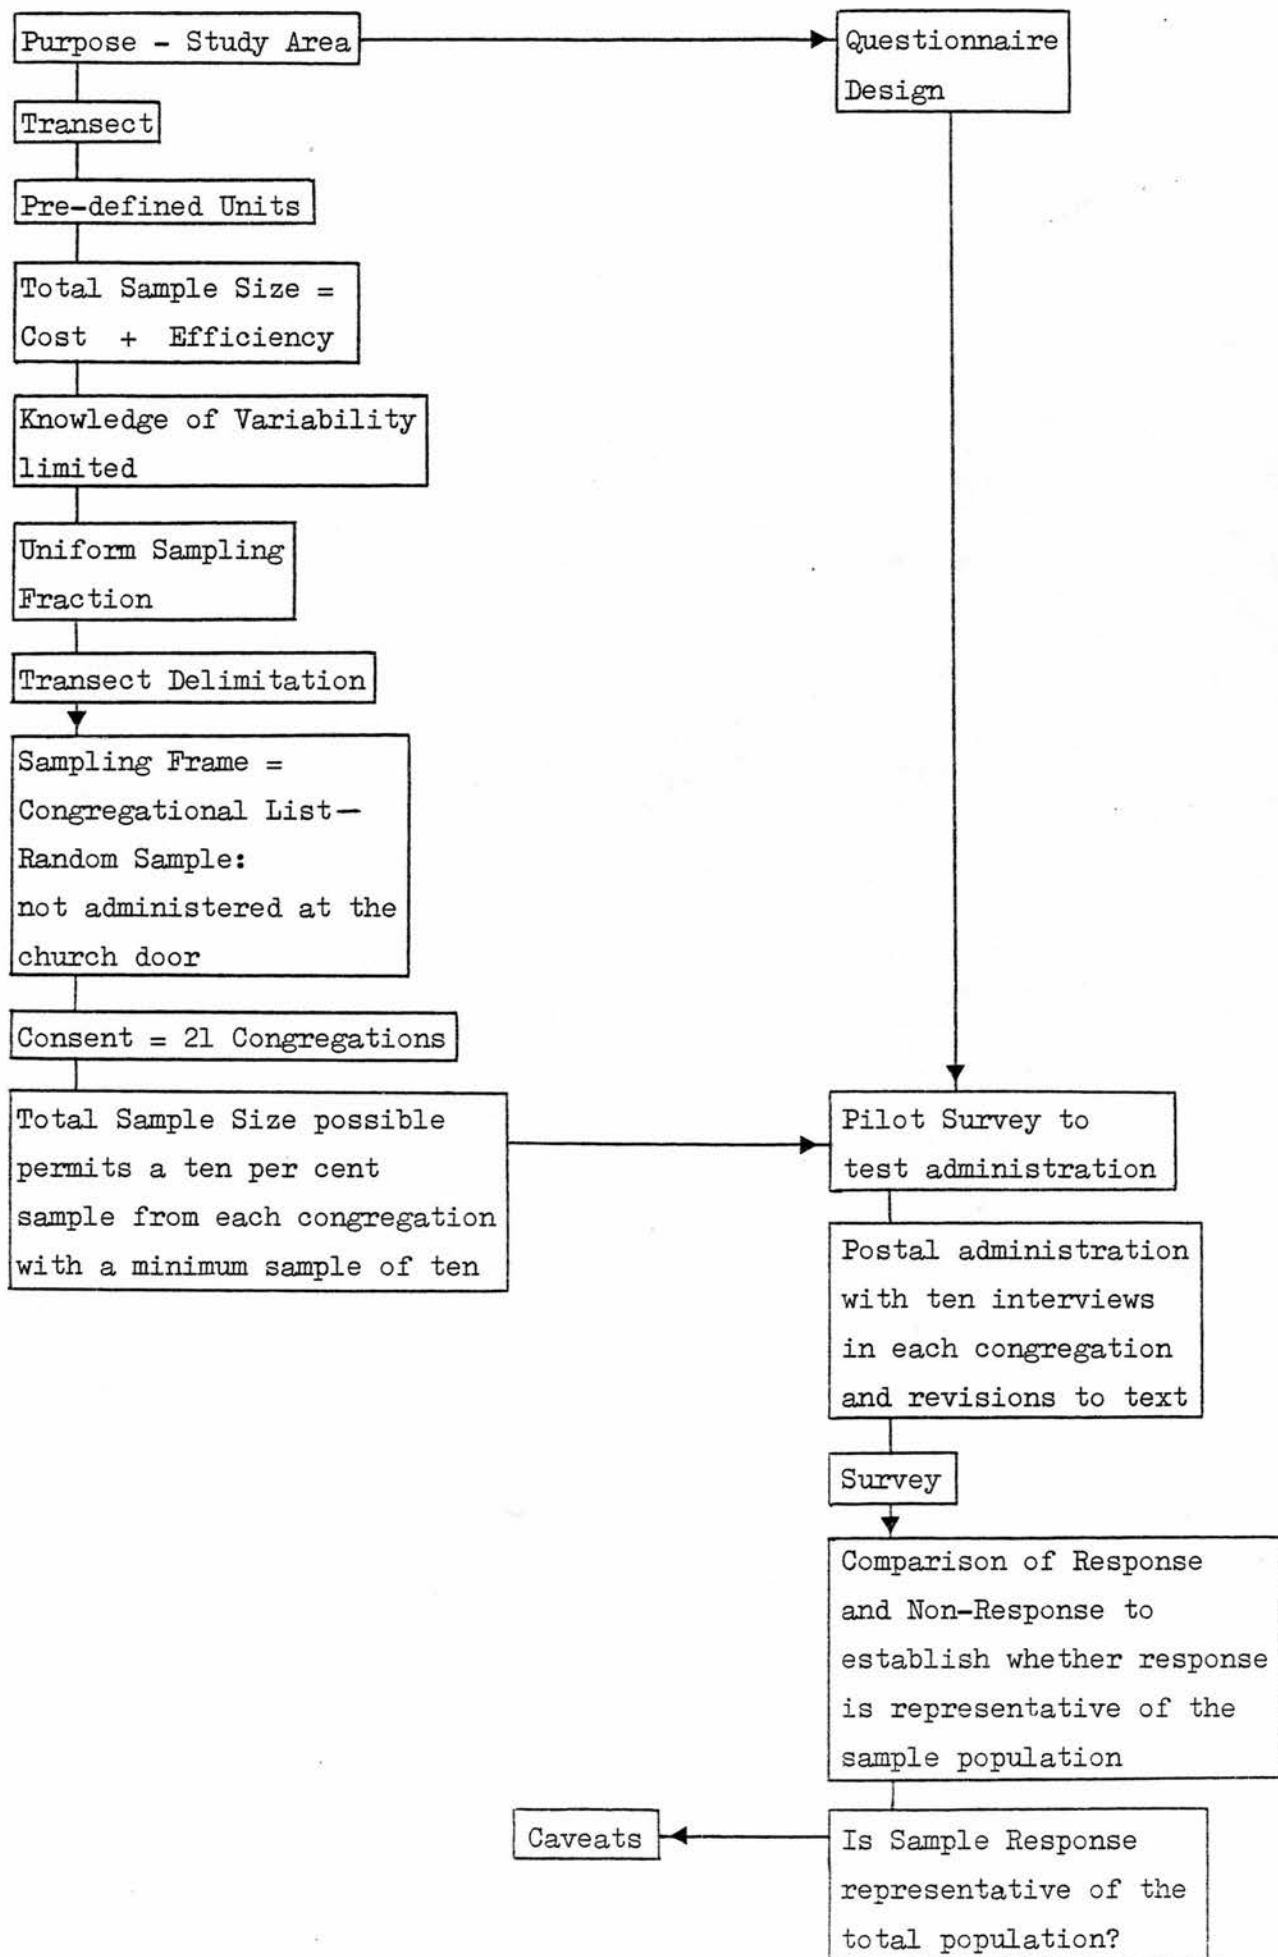 Purpose - Study Area
Questionnaire
Design
Transect
Pre-defined Units
Total Sample Size =
Cost + Efficiency
Knowledge of Variability
limited
Uniform Sampling
Fraction
Transect Delimitation
Sampling Frame =
Congregational List—
Random Sample:
not administered at the
church door
Consent = 21 Congregations
Total Sample Size possible
permits a ten per cent
sample from each congregation
with a minimum sample of ten
Pilot Survey to
test administration
Postal administration
with ten interviews
in each congregation
and revisions to text
Survey
Comparison of Response
and Non-Response to
establish whether response
is representative of the
sample population
Caveats
Is Sample Response
representative of the
total population?